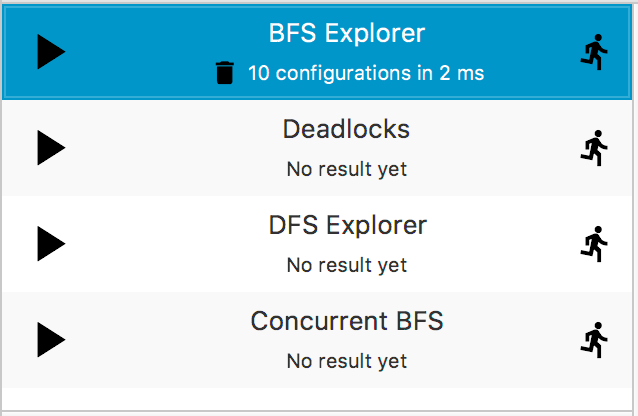 BFS Explorer
10 configurations in 2 ms
Deadlocks
No result yet
DFS Explorer
No result yet
Concurrent BFS
No result yet